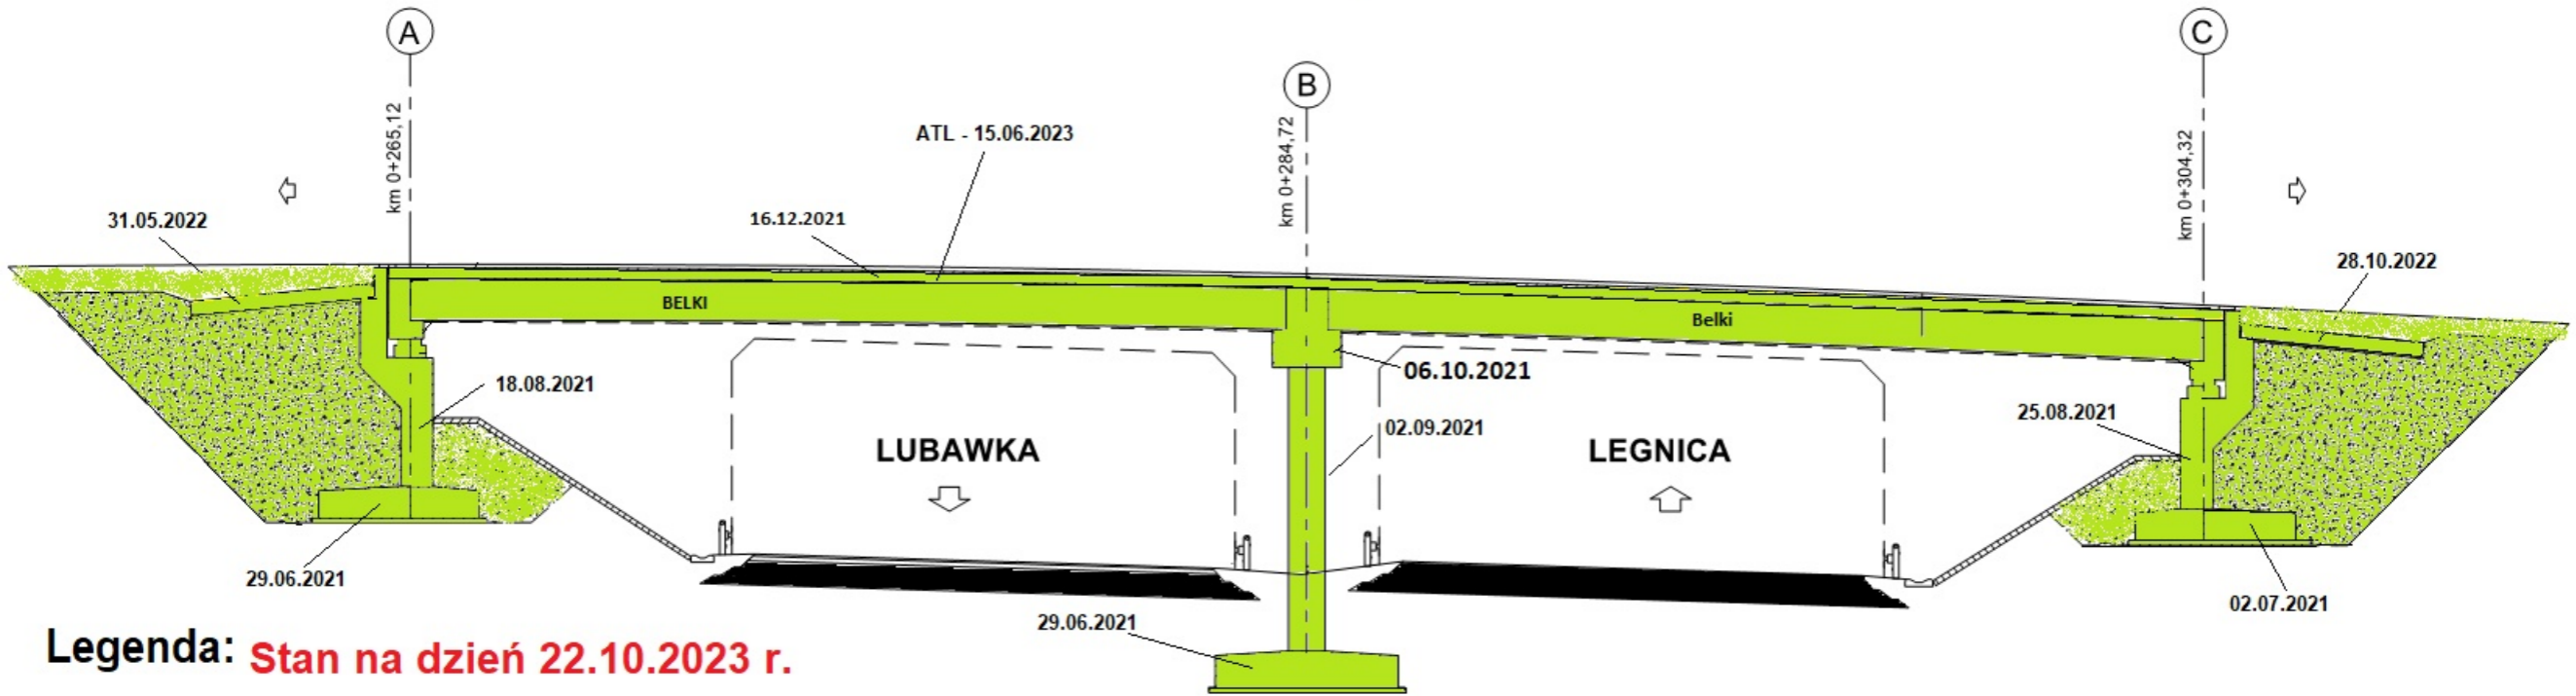 A
B
C
km 0+265,12
km 0+284,72
km 0+304,32
ATL - 15.06.2023
31.05.2022
16.12.2021
28.10.2022
BELKI
Belki
06.10.2021
18.08.2021
25.08.2021
02.09.2021
LUBAWKA
LEGNICA
29.06.2021
02.07.2021
29.06.2021
Legenda: Stan na dzień 22.10.2023 r.